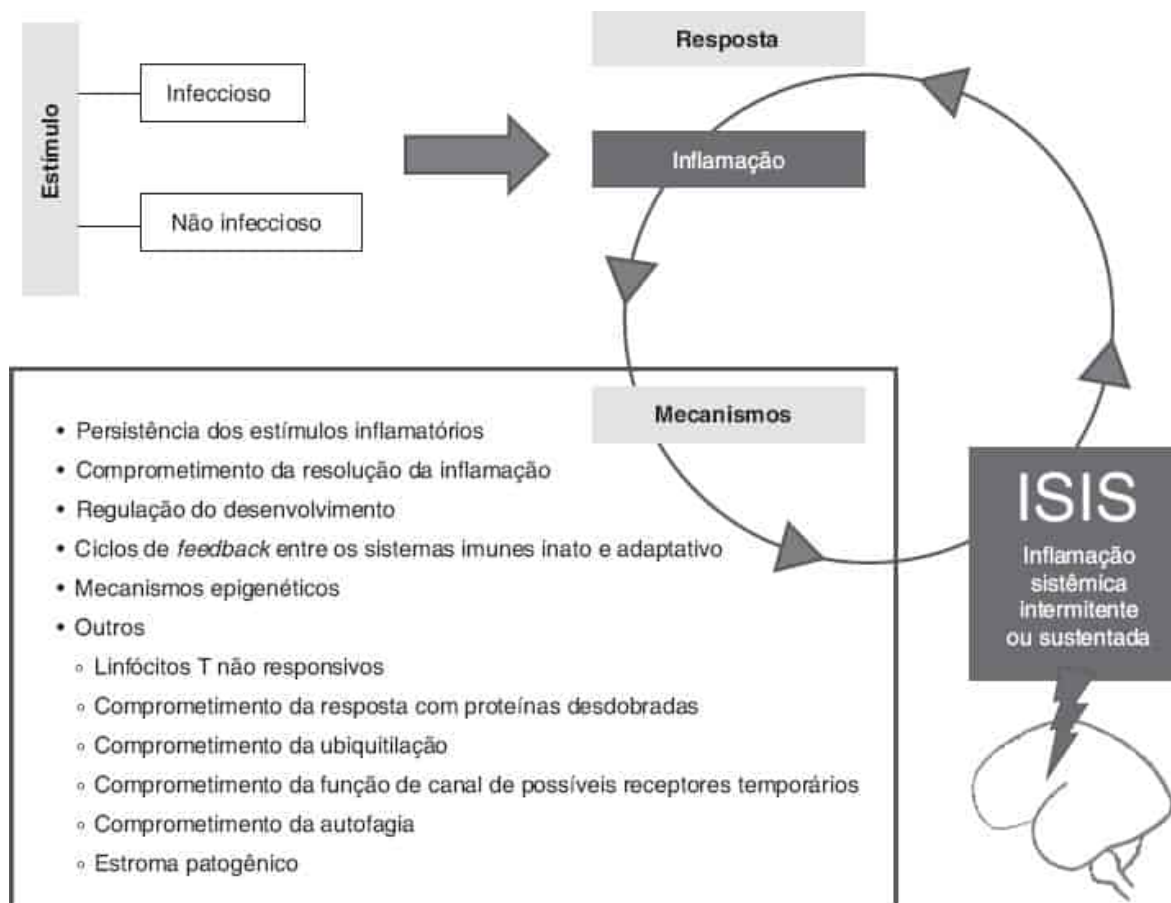 Estímulo
Infeccioso
Não infeccioso
Resposta
Inflamação
Mecanismos
• Persistência dos estímulos inflamatórios
• Comprometimento da resolução da inflamação
• Regulação do desenvolvimento
• Ciclos de feedback entre os sistemas imunes inato e adaptativo
• Mecanismos epigenéticos
• Outros
◦ Linfócitos T não responsivos
◦ Comprometimento da resposta com proteínas desdobradas
◦ Comprometimento da ubiquitilação
◦ Comprometimento da função de canal de possíveis receptores temporários
◦ Comprometimento da autofagia
◦ Estroma patogênico
ISIS
Inflamação
sistêmica
intermitente
ou sustentada